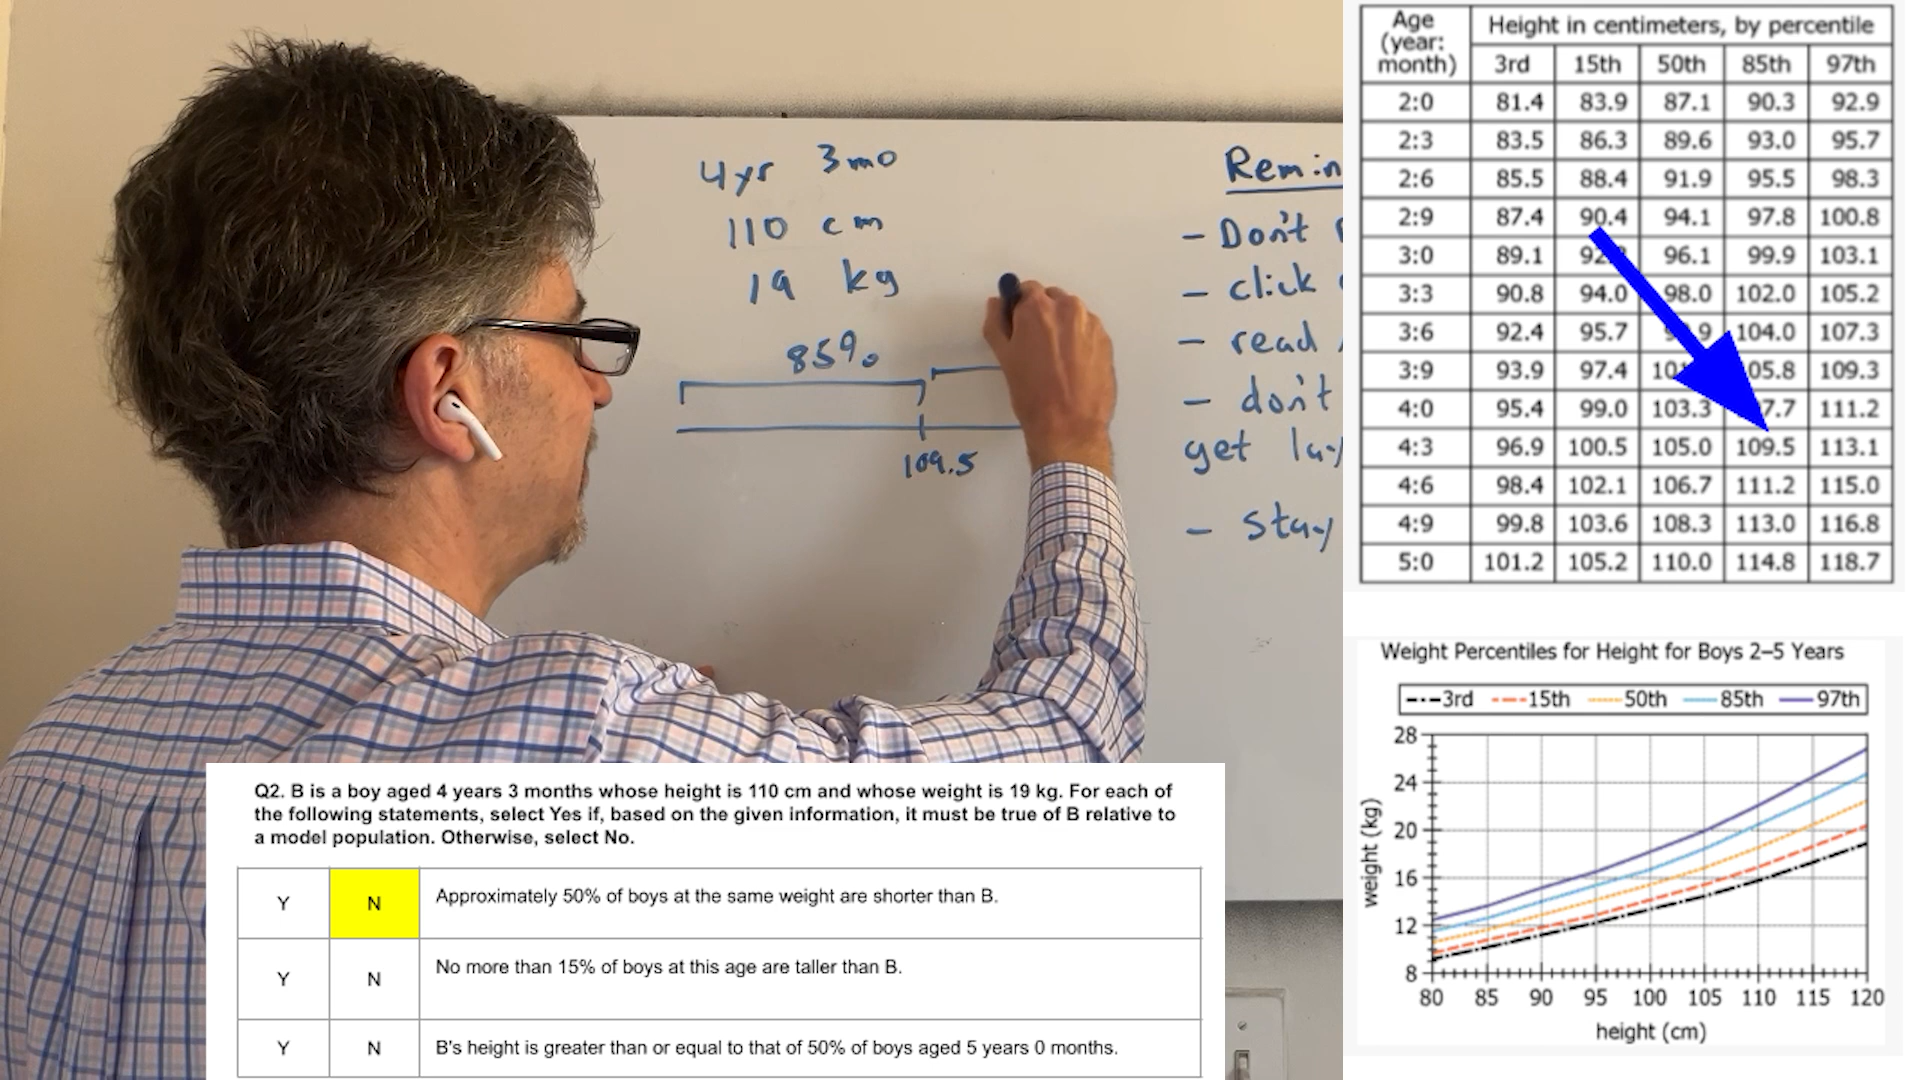 4yr 3mo
110 cm
19 kg
85%
109.5
Remin
- Don't
- click
- read
- don't
get
- stay
Age (year: month) Height in centimeters, by percentile
3rd 15th 50th 85th 97th
2:0 81.4 83.9 87.1 90.3 92.9
2:3 83.5 86.3 89.6 93.0 95.7
2:6 85.5 88.4 91.9 95.5 98.3
2:9 87.4 90.4 94.1 97.8 100.8
3:0 89.1 96.1 99.9 103.1
3:3 90.8 94.0 98.0 102.0 105.2
3:6 92.4 95.7 104.0 107.3
3:9 93.9 97.4 109.3
4:0 95.4 99.0 103.3 111.2
4:3 96.9 100.5 105.0 109.5 113.1
4:6 98.4 102.1 106.7 111.2 115.0
4:9 99.8 103.6 108.3 113.0 116.8
5:0 101.2 105.2 110.0 114.8 118.7
Weight Percentiles for Height for Boys 2–5 Years
3rd 15th 50th 85th 97th
28
24
20
16
12
8
weight (kg)
80 85 90 95 100 105 110 115 120
height (cm)
Q2. B is a boy aged 4 years 3 months whose height is 110 cm and whose weight is 19 kg. For each of
the following statements, select Yes if, based on the given information, it must be true of B relative to
a model population. Otherwise, select No.
Y N Approximately 50% of boys at the same weight are shorter than B.
Y N No more than 15% of boys at this age are taller than B.
Y N B's height is greater than or equal to that of 50% of boys aged 5 years 0 months.